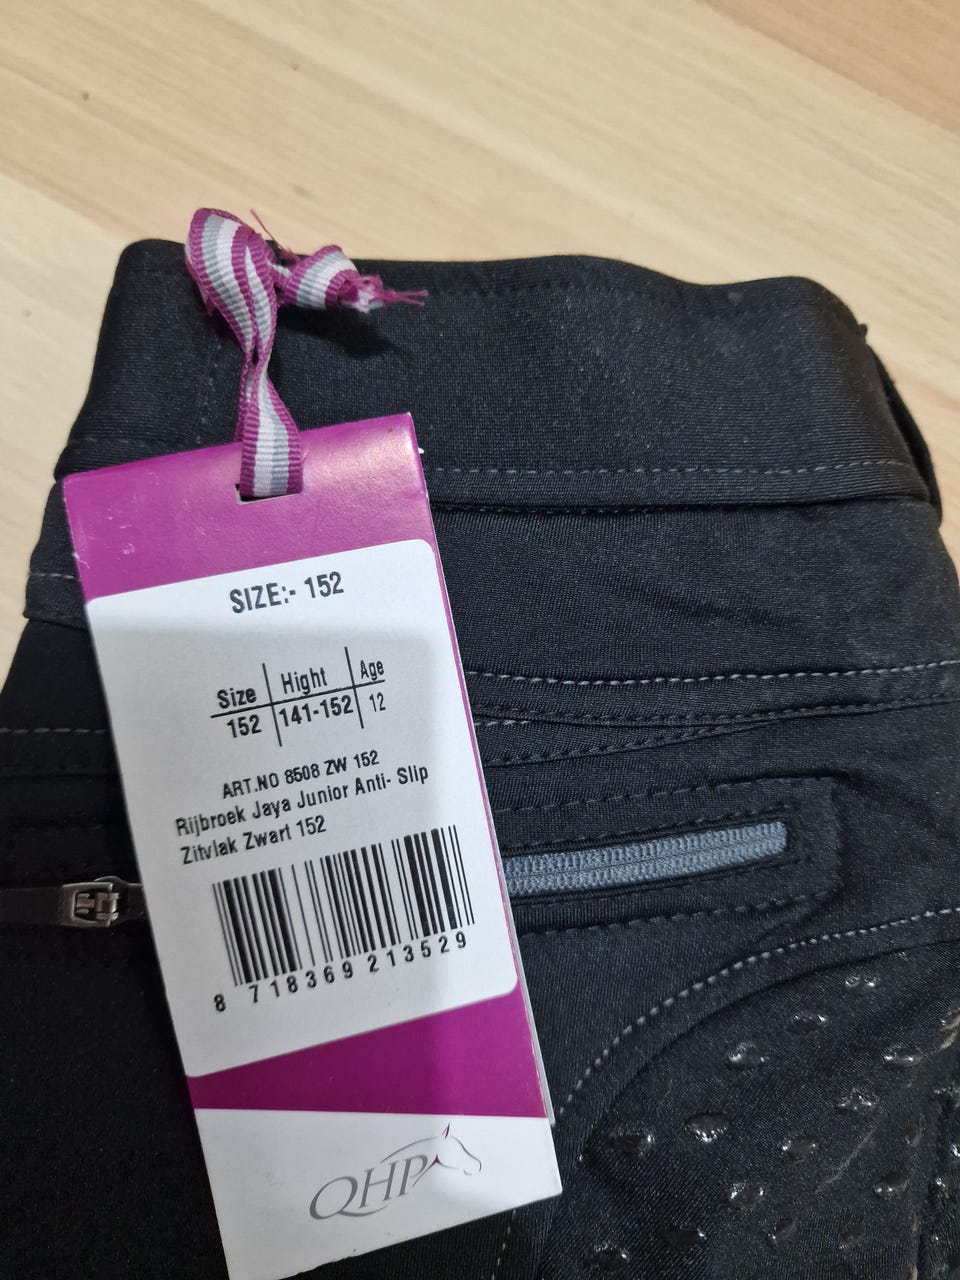 SIZE:- 152
Size Hight Age
152 141-152 12
ART.NO 8508 ZW 152
Rijbroek Jaya Junior Anti- Slip
Zitvlak Zwart 152
8 718369 213529
QHP